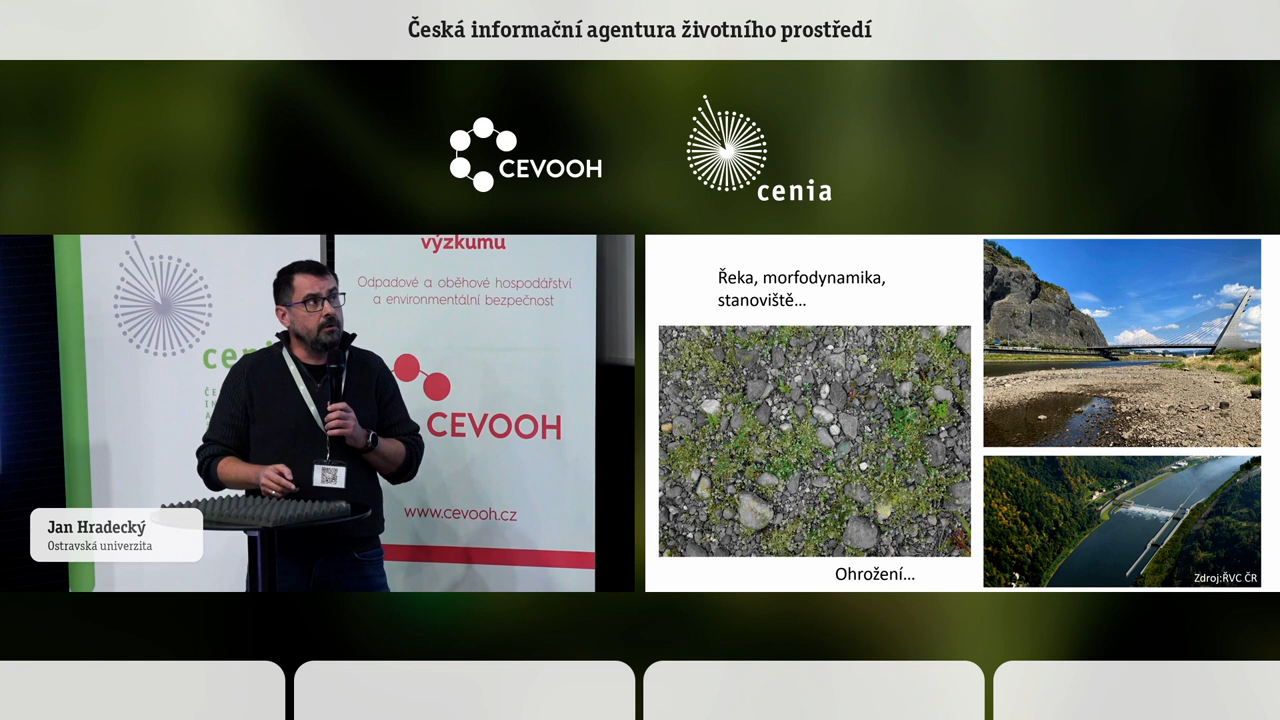 Česká informační agentura životního prostředí
CEVOOH
cenia
výzkumu
Odpadové a oběhové hospodářství
a environmentální bezpečnost
CEVOOH
www.cevooh.cz
Jan Hradecký
Ostravská univerzita
Řeka, morfodynamika,
stanoviště...
Ohrožení...
Zdroj:ŘVC ČR